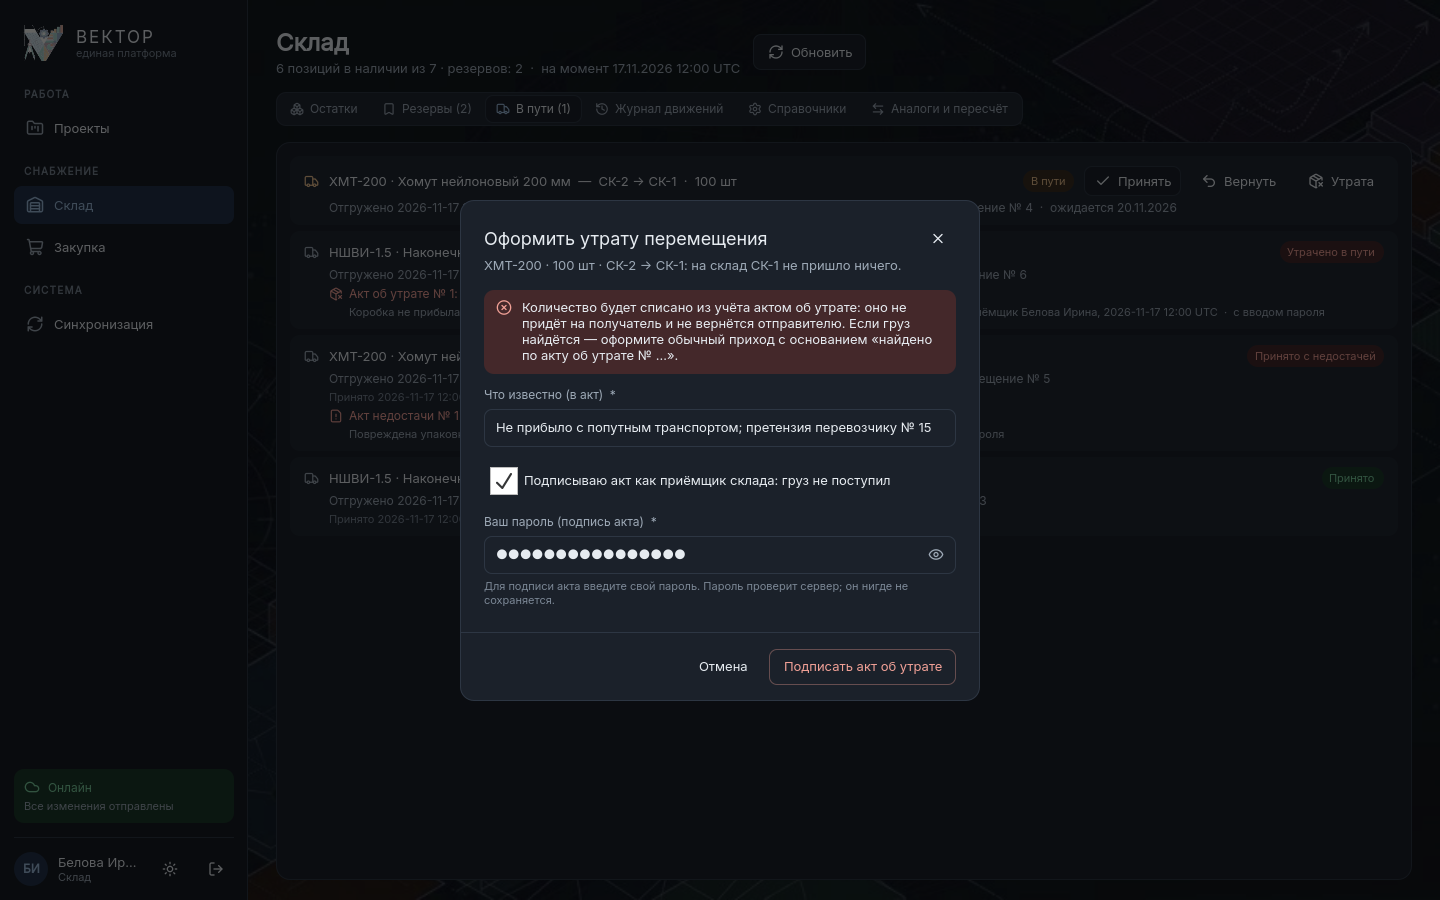 ВЕКТОР
единая платформа
РАБОТА
Проекты
СНАБЖЕНИЕ
Склад
Закупка
СИСТЕМА
Синхронизация
Онлайн
Все изменения отправлены
БИ
Белова Ир...
Склад
Склад
6 позиций в наличии из 7 · резервов: 2 · на момент 17.11.2026 12:00 UTC
Обновить
Остатки
Резервы (2)
В пути (1)
Журнал движений
Справочники
Аналоги и пересчёт
ХМТ-200 · Хомут нейлоновый 200 мм — СК-2 → СК-1 · 100 шт
В пути
Принять
Вернуть
Утрата
Отгружено 2026-11-17
№ 4 · ожидается 20.11.2026
НШВИ-1.5 ·
Утрачено в пути
Отгружено 2026-11-17
№ 6
Акт об утрате № 1:
Коробка не прибыла
Белова Ирина, 2026-11-17 12:00 UTC · с вводом пароля
ХМТ-200 · Хомут
Принято с недостачей
Отгружено 2026-11-17
№ 5
Принято 2026-11-17 12:0
Акт недостачи № 1
Повреждена
НШВИ-1.5 ·
Принято
Отгружено 2026-11-17
3
Принято 2026-11-17 12:0
Оформить утрату перемещения
ХМТ-200 · 100 шт · СК-2 → СК-1: на склад СК-1 не пришло ничего.
Количество будет списано из учёта актом об утрате: оно не
придёт на получатель и не вернётся отправителю. Если груз
найдётся — оформите обычный приход с основанием «найдено
по акту об утрате № ...».
Что известно (в акт) *
Не прибыло с попутным транспортом; претензия перевозчику № 15
Подписываю акт как приёмщик склада: груз не поступил
Ваш пароль (подпись акта) *
Для подписи акта введите свой пароль. Пароль проверит сервер; он нигде не
сохраняется.
Отмена
Подписать акт об утрате